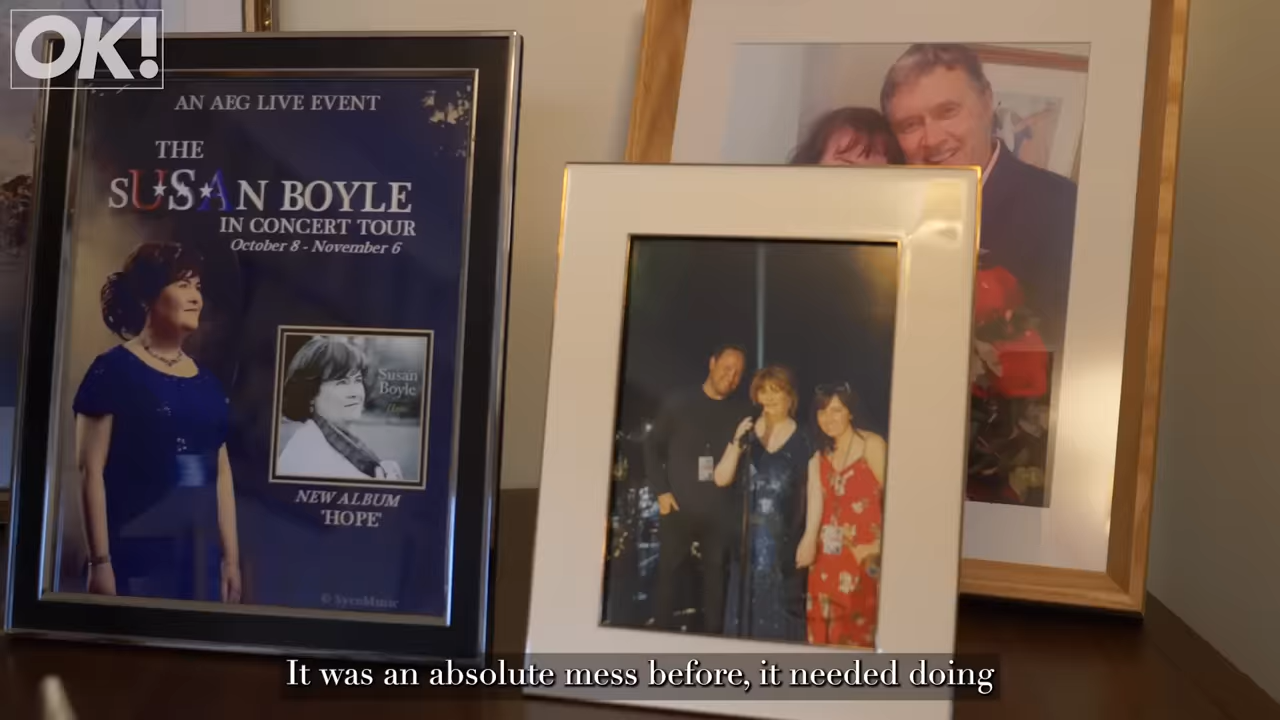 OK!
AN AEG LIVE EVENT
THE
SUSAN BOYLE
IN CONCERT TOUR
October 8 - November 6
Susan
Boyle
NEW ALBUM
'HOPE'
It was an absolute mess before, it needed doing